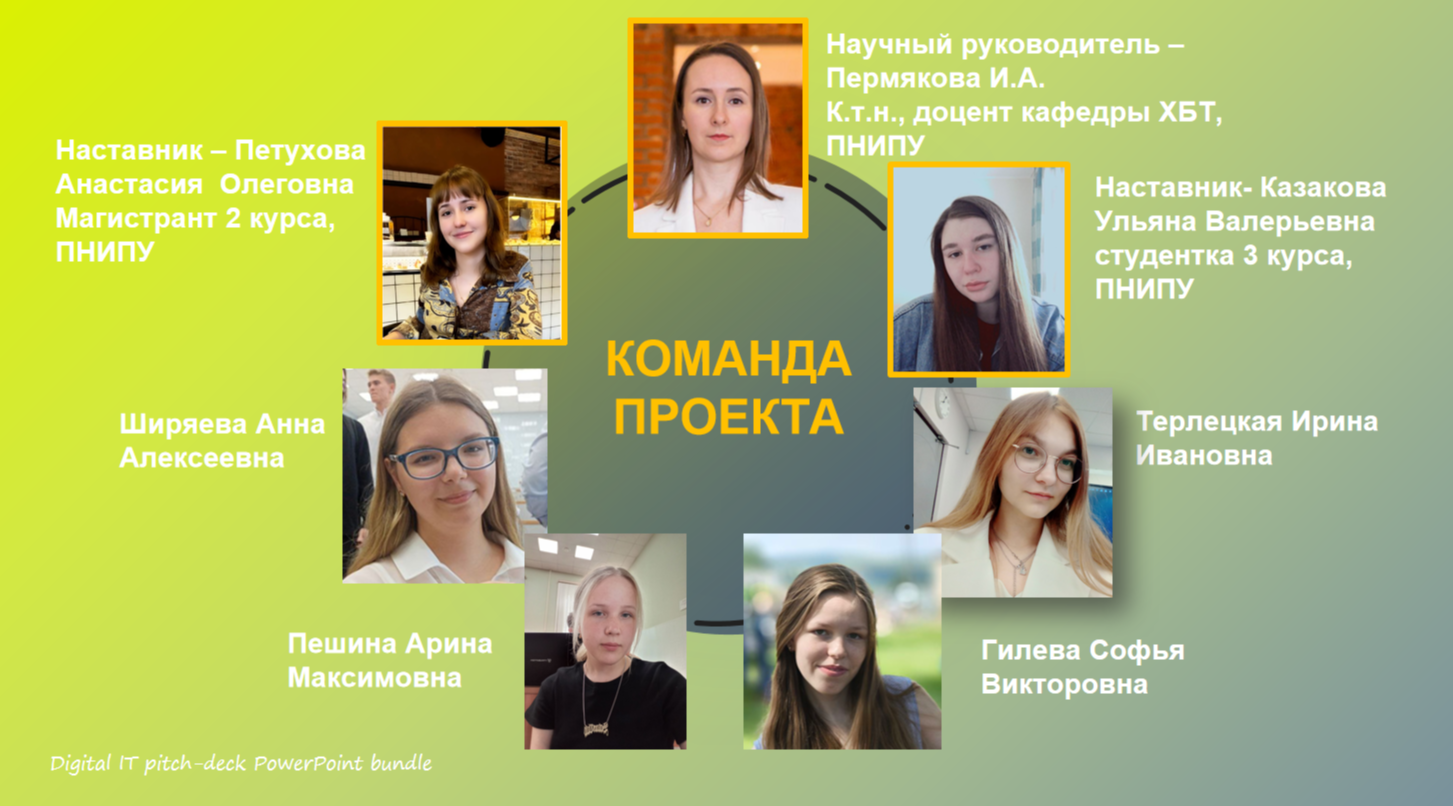 Научный руководитель –
Пермякова И.А.
К.т.н., доцент кафедры ХБТ,
ПНИПУ
Наставник – Петухова
Анастасия Олеговна
Магистрант 2 курса,
ПНИПУ
Наставник- Казакова
Ульяна Валерьевна
студентка 3 курса,
ПНИПУ
КОМАНДА
ПРОЕКТА
Ширяева Анна
Алексеевна
Терлецкая Ирина
Ивановна
Пешина Арина
Максимовна
Гилева Софья
Викторовна
Digital IT pitch-deck PowerPoint bundle